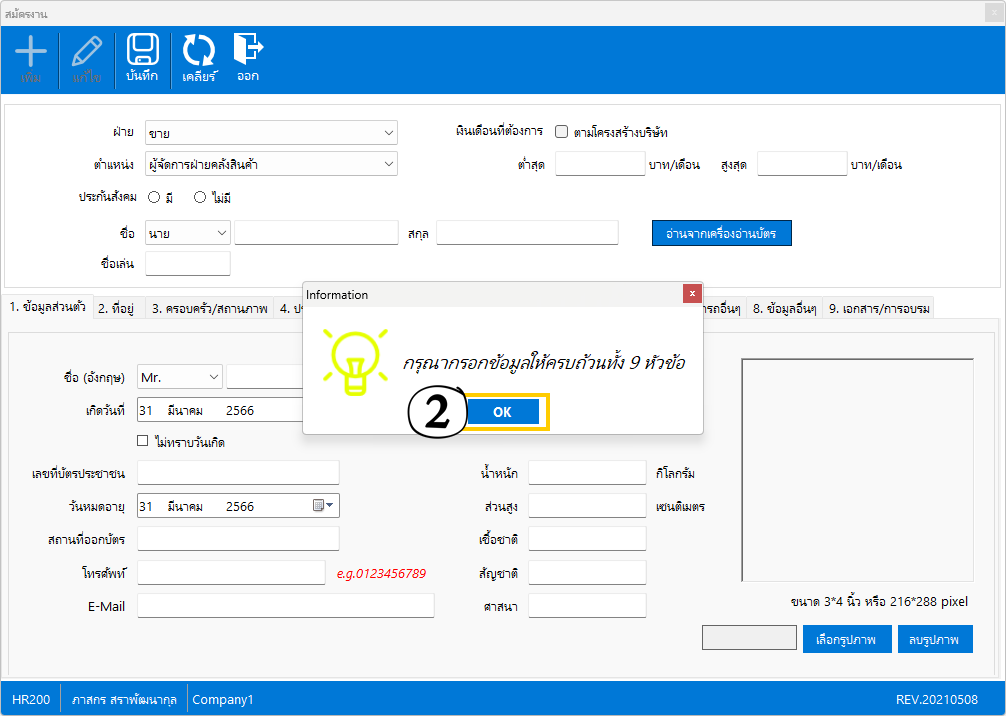 สมัครงาน
x
เพิ่ม แก้ไข บันทึก เคลียร์ ออก
ฝ่าย ขาย เงินเดือนที่ต้องการ ตามโครงสร้างบริษัท
ตำแหน่ง ผู้จัดการฝ่ายคลังสินค้า ต่ำสุด บาท/เดือน สูงสุด บาท/เดือน
ประกันสังคม มี ไม่มี
ชื่อ นาย สกุล อ่านจากเครื่องอ่านบัตร
ชื่อเล่น
Information x
1. ข้อมูลส่วนตัว 2. ที่อยู่ 3. ครอบครัว/สถานภาพ 4. 8. ข้อมูลอื่นๆ 9. เอกสาร/การอบรม
กรุณากรอกข้อมูลให้ครบถ้วนทั้ง 9 หัวข้อ
2 OK
ชื่อ (อังกฤษ) Mr.
เกิดวันที่ 31 มีนาคม 2566
ไม่ทราบวันเกิด
เลขที่บัตรประชาชน น้ำหนัก กิโลกรัม
วันหมดอายุ 31 มีนาคม 2566 ส่วนสูง เซนติเมตร
สถานที่ออกบัตร เชื้อชาติ
โทรศัพท์ e.g.0123456789 สัญชาติ
E-Mail ศาสนา
ขนาด 3*4 นิ้ว หรือ 216*288 pixel
เลือกรูปภาพ ลบรูปภาพ
HR200 ภาสกร สราพัฒนากุล Company1 REV.20210508